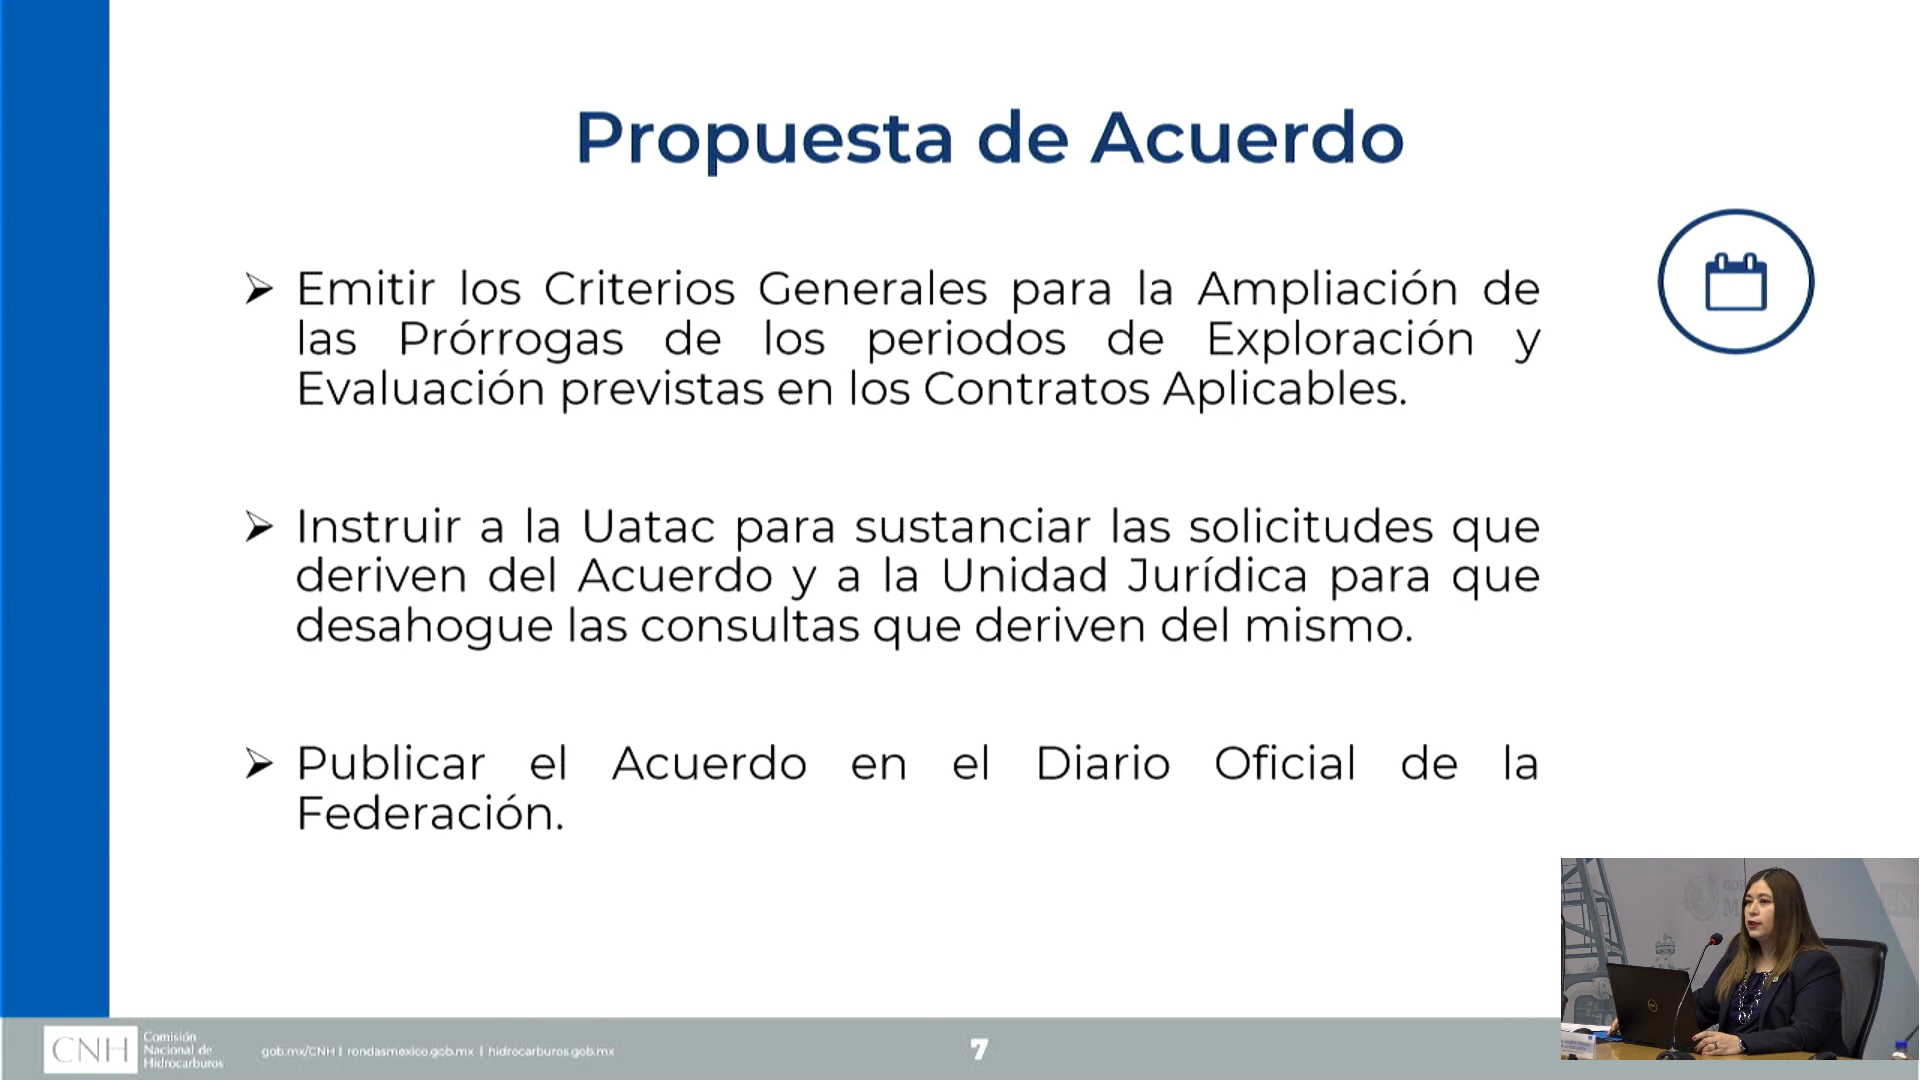 Propuesta de Acuerdo
Emitir los Criterios Generales para la Ampliación de
las Prórrogas de los periodos de Exploración y
Evaluación previstas en los Contratos Aplicables.
Instruir a la Uatac para sustanciar las solicitudes que
deriven del Acuerdo y a la Unidad Jurídica para que
desahogue las consultas que deriven del mismo.
Publicar el Acuerdo en el Diario Oficial de la
Federación.
CNH
Comisión
Nacional de
Hidrocarburos
gob.mx/CNH | rondasmexico.gob.mx | hidrocarburos.gob.mx
7